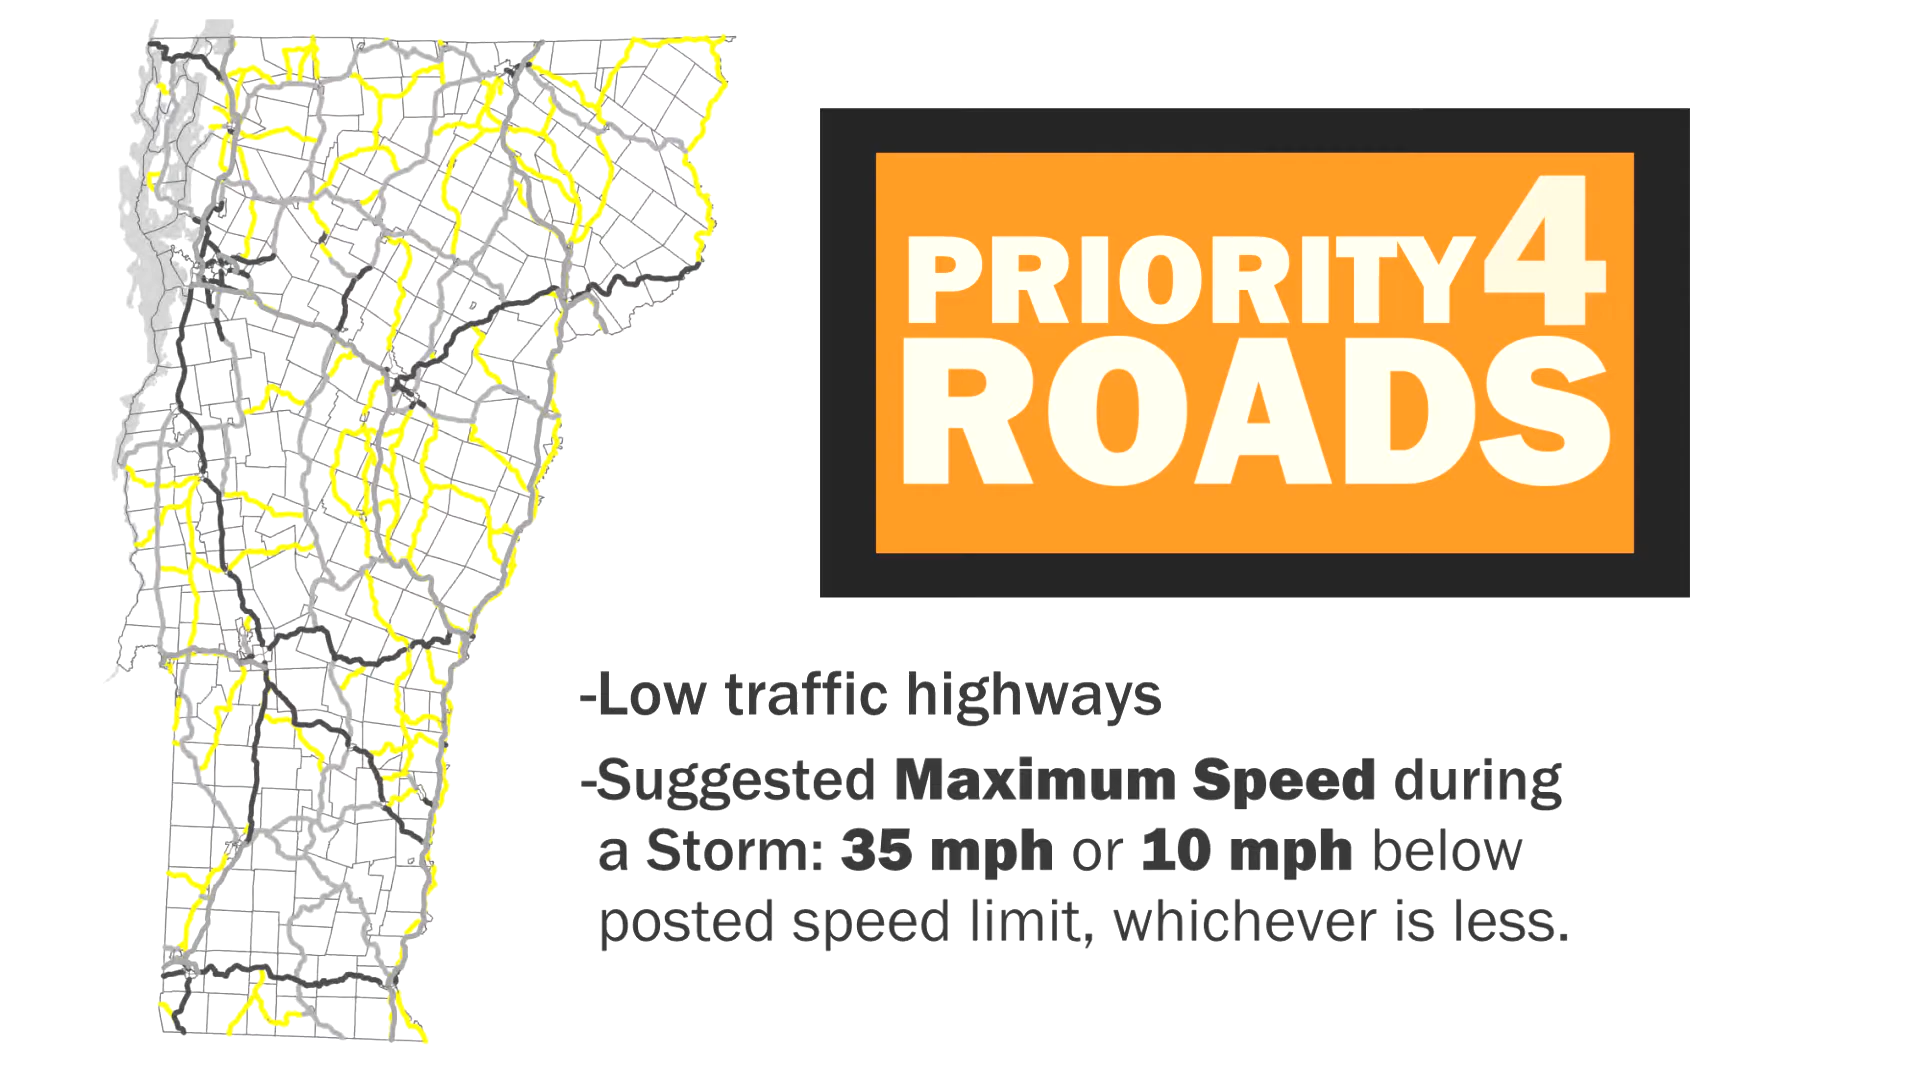 PRIORITY 4
ROADS
-Low traffic highways
-Suggested Maximum Speed during
a Storm: 35 mph or 10 mph below
posted speed limit, whichever is less.